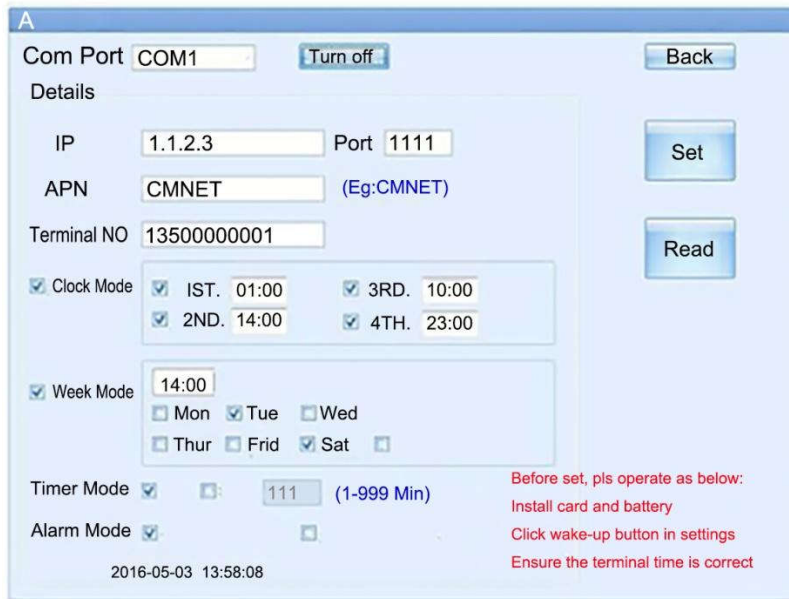 A
Com Port COM1 Turn off Back
Details
IP 1.1.2.3 Port 1111
Set
APN CMNET (Eg:CMNET)
Terminal NO 13500000001
Read
Clock Mode IST. 01:00 3RD. 10:00
2ND. 14:00 4TH. 23:00
Week Mode 14:00
Mon Tue Wed
Thur Frid Sat
Timer Mode : 111 (1-999 Min)
Alarm Mode
2016-05-03 13:58:08
Before set, pls operate as below:
Install card and battery
Click wake-up button in settings
Ensure the terminal time is correct